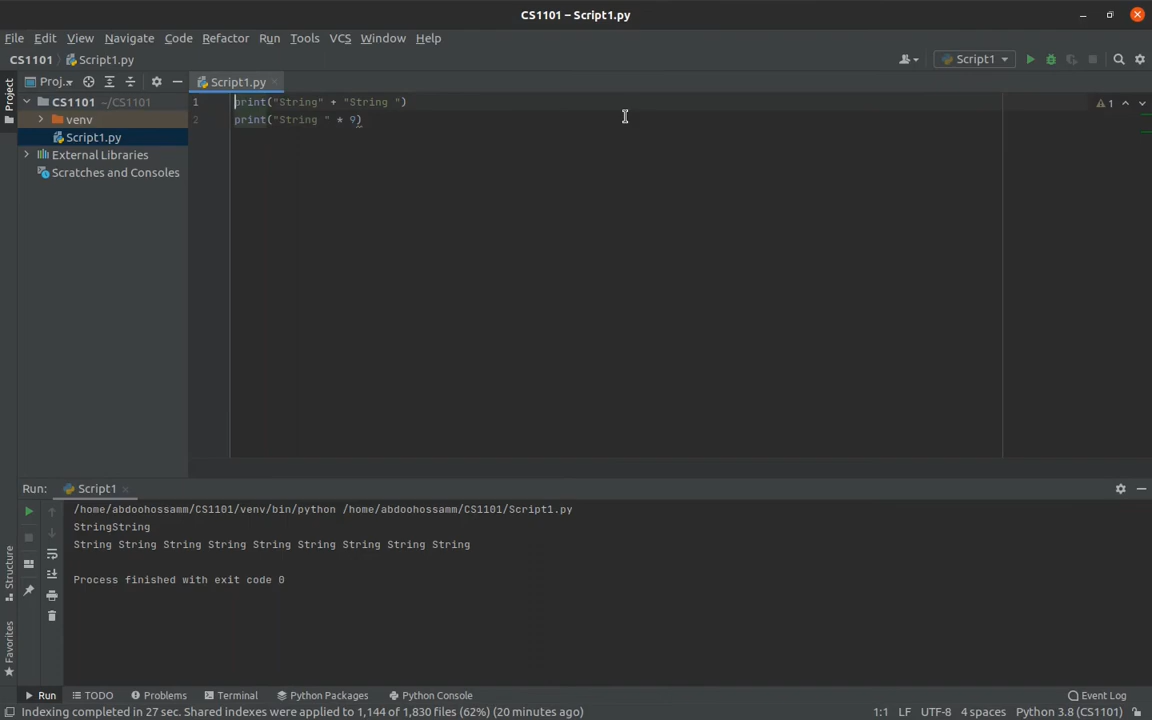 CS1101 – Script1.py
File Edit View Navigate Code Refactor Run Tools VCS Window Help
CS1101 Script1.py Script1
Proj... Script1.py
Project
CS1101 ~/CS1101
venv
Script1.py
External Libraries
Scratches and Consoles
1 print("String" + "String ")
2 print("String " * 9)
1
Run: Script1
/home/abdoohossamm/CS1101/venv/bin/python /home/abdoohossamm/CS1101/Script1.py
StringString
String String String String String String String String String
Process finished with exit code 0
Structure
Favorites
Run TODO Problems Terminal Python Packages Python Console Event Log
Indexing completed in 27 sec. Shared indexes were applied to 1,144 of 1,830 files (62%) (20 minutes ago) 1:1 LF UTF-8 4 spaces Python 3.8 (CS1101)